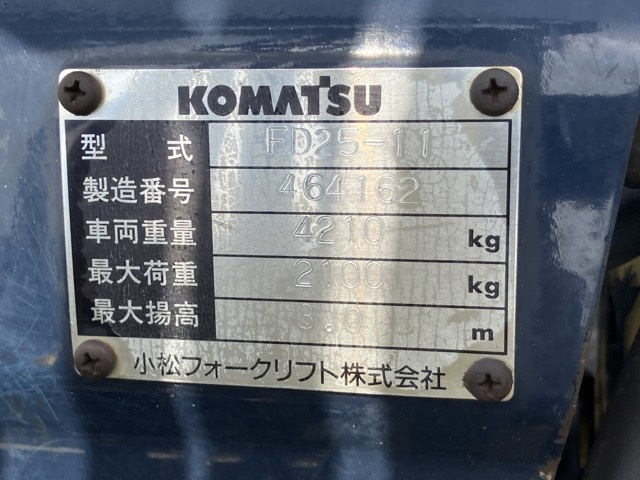 KOMATSU
型式 FD25-11
製造番号 464162
車両重量 4210 kg
最大荷重 2100 kg
最大揚高 3.0 m
小松フォークリフト株式会社